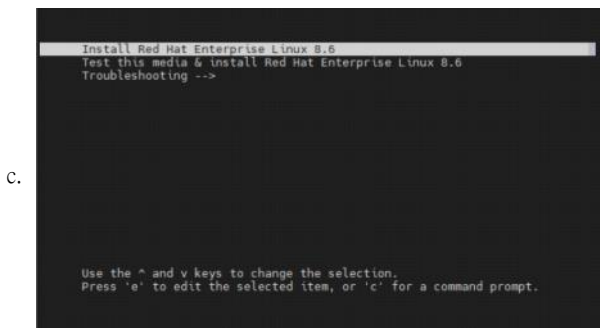 Install Red Hat Enterprise Linux 8.6
Test this media & install Red Hat Enterprise Linux 8.6
Troubleshooting -->
c.
Use the ^ and v keys to change the selection.
Press 'e' to edit the selected item, or 'c' for a command prompt.